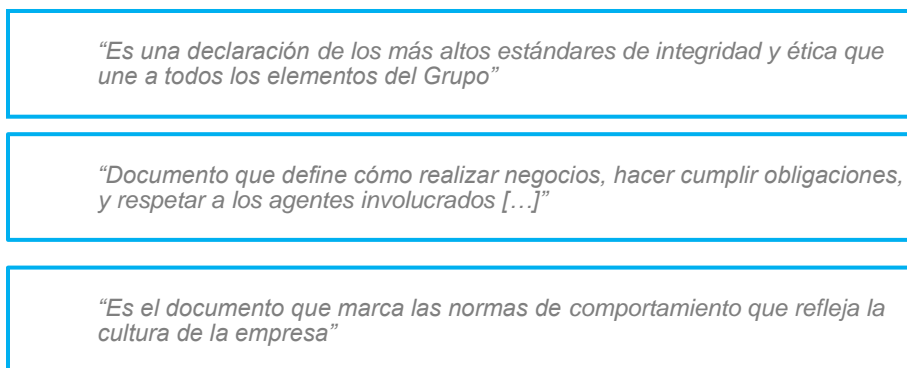 “Es una declaración de los más altos estándares de integridad y ética que
une a todos los elementos del Grupo”
“Documento que define cómo realizar negocios, hacer cumplir obligaciones,
y respetar a los agentes involucrados […]”
“Es el documento que marca las normas de comportamiento que refleja la
cultura de la empresa”